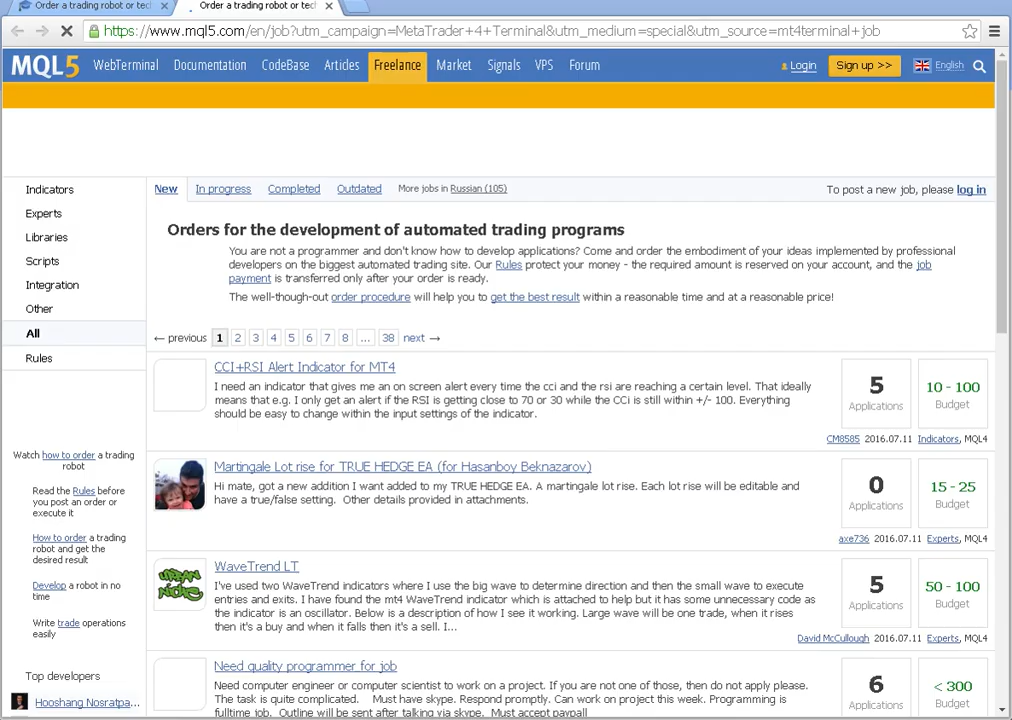 Order a trading robot or tec
Order a trading robot or tec
https://www.mql5.com/en/job?utm_campaign=MetaTrader+4+Terminal&utm_medium=special&utm_source=mt4terminal+job
MQL5 WebTerminal Documentation CodeBase Articles Freelance Market Signals VPS Forum Login Sign up >> English
Indicators
Experts
Libraries
Scripts
Integration
Other
All
Rules
Watch how to order a trading
robot
Read the Rules before
you post an order or
execute it
How to order a trading
robot and get the
desired result
Develop a robot in no
time
Write trade operations
easily
Top developers
Hooshang Nosratpa...
New In progress Completed Outdated More jobs in Russian (105) To post a new job, please log in
Orders for the development of automated trading programs
You are not a programmer and don't know how to develop applications? Come and order the embodiment of your ideas implemented by professional
developers on the biggest automated trading site. Our Rules protect your money - the required amount is reserved on your account, and the job
payment is transferred only after your order is ready.
The well-though-out order procedure will help you to get the best result within a reasonable time and at a reasonable price!
← previous 1 2 3 4 5 6 7 8 ... 38 next →
CCI+RSI Alert Indicator for MT4
I need an indicator that gives me an on screen alert every time the cci and the rsi are reaching a certain level. That ideally
means that e.g. I only get an alert if the RSI is getting close to 70 or 30 while the CCi is still within +/- 100. Everything
should be easy to change within the input settings of the indicator.
5
Applications
10 - 100
Budget
CM8585 2016.07.11 Indicators, MQL4
Martingale Lot rise for TRUE HEDGE EA (for Hasanboy Beknazarov)
Hi mate, got a new addition I want added to my TRUE HEDGE EA. A martingale lot rise. Each lot rise will be editable and
have a true/false setting. Other details provided in attachments.
0
Applications
15 - 25
Budget
axe736 2016.07.11 Experts, MQL4
URBAN
NICKS
WaveTrend LT
I've used two WaveTrend indicators where I use the big wave to determine direction and then the small wave to execute
entries and exits. I have found the mt4 WaveTrend indicator which is attached to help but it has some unnecessary code as
the indicator is an oscillator. Below is a description of how I see it working. Large wave will be one trade, when it rises
then it's a buy and when it falls then it's a sell. I...
5
Applications
50 - 100
Budget
David McCullough 2016.07.11 Experts, MQL4
Need quality programmer for job
Need computer engineer or computer scientist to work on a project. If you are not one of those, then do not apply please.
The task is quite complicated. Must have skype. Respond promptly. Can work on project this week. Programming is
fulltime job. Outline will be sent after talking via skype. Must accept paypall
6
Applications
< 300
Budget